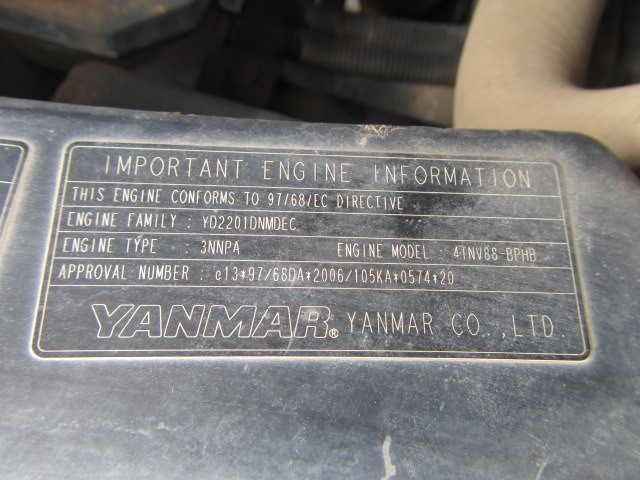 IMPORTANT ENGINE INFORMATION
THIS ENGINE CONFORMS TO 97/68/EC DIRECTIVE
ENGINE FAMILY : YD2201DNMDEC
ENGINE TYPE : 3NNPA ENGINE MODEL : 4TNV88-BPHB
APPROVAL NUMBER : e13*97/68DA*2006/105KA*0574*20
YANMAR® YANMAR CO.,LTD.